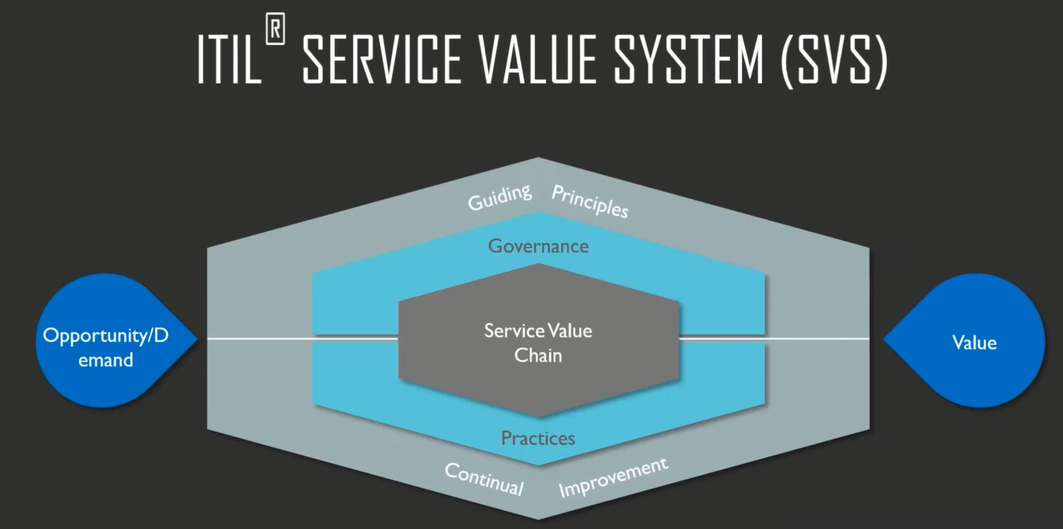 ITIL® SERVICE VALUE SYSTEM (SVS)
Guiding Principles
Governance
Service Value
Chain
Opportunity/D
emand
Value
Practices
Continual Improvement